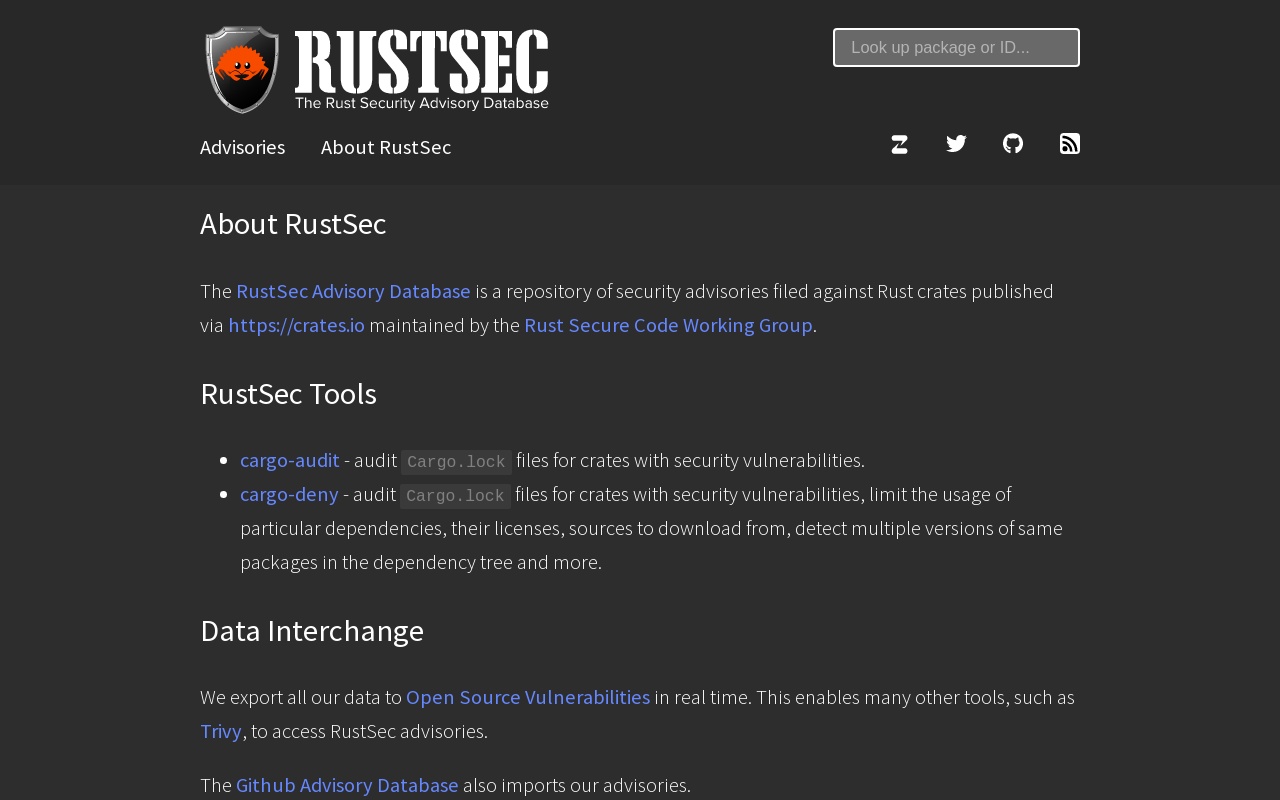 RUSTSEC
The Rust Security Advisory Database
Look up package or ID...
Advisories
About RustSec
About RustSec
The RustSec Advisory Database is a repository of security advisories filed against Rust crates published
via https://crates.io maintained by the Rust Secure Code Working Group.
RustSec Tools
cargo-audit - audit Cargo.lock files for crates with security vulnerabilities.
cargo-deny - audit Cargo.lock files for crates with security vulnerabilities, limit the usage of
particular dependencies, their licenses, sources to download from, detect multiple versions of same
packages in the dependency tree and more.
Data Interchange
We export all our data to Open Source Vulnerabilities in real time. This enables many other tools, such as
Trivy, to access RustSec advisories.
The Github Advisory Database also imports our advisories.